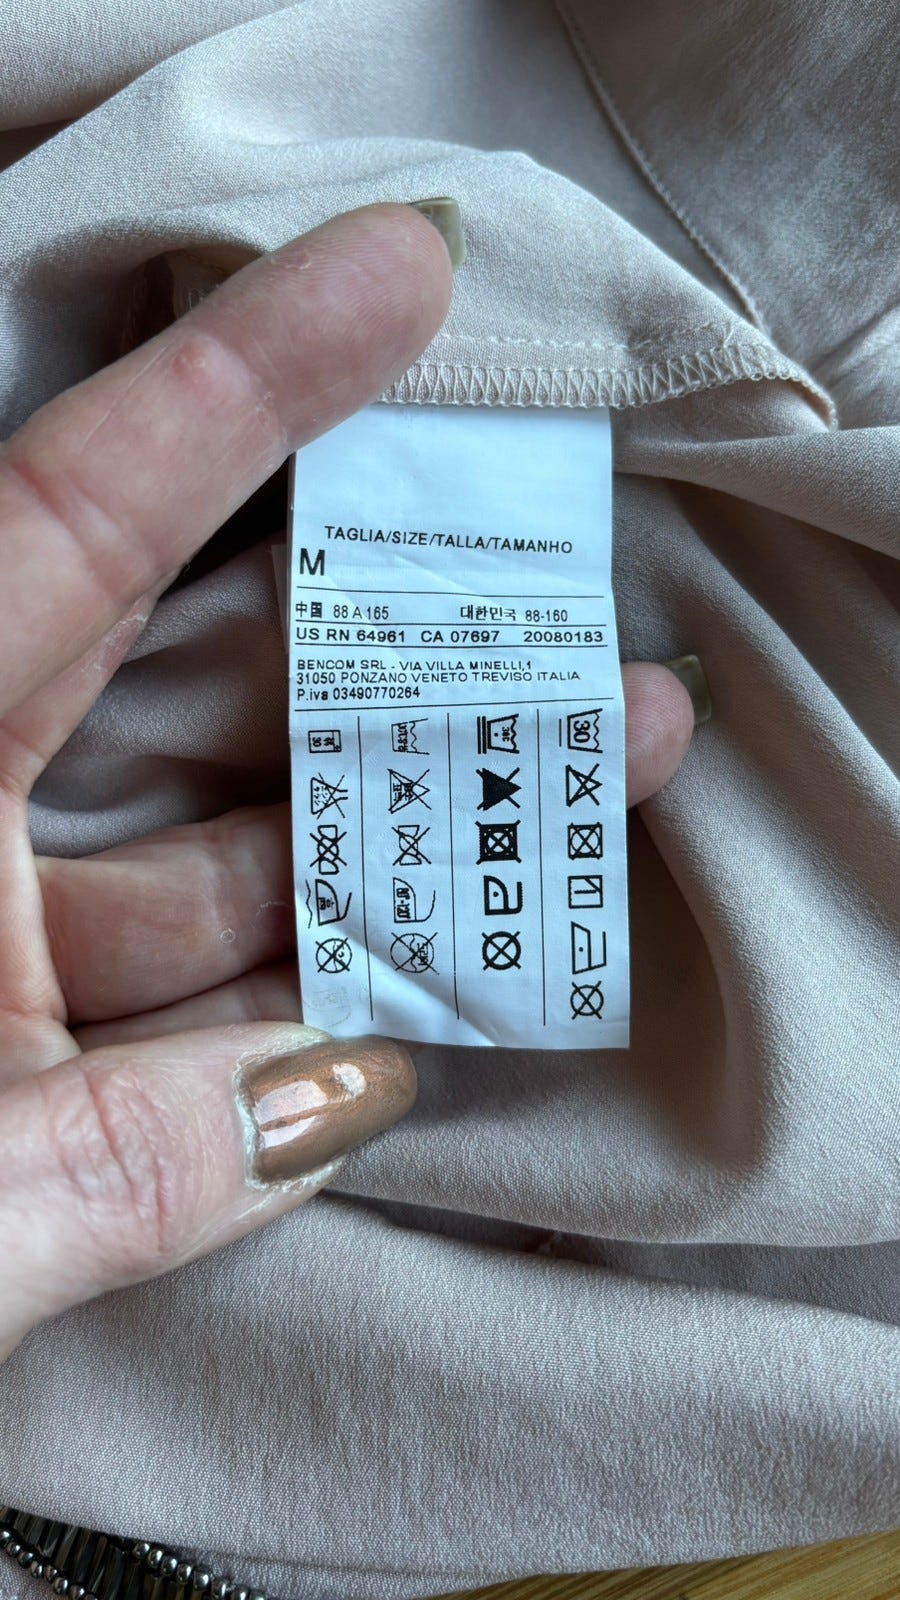 TAGLIA/SIZE/TALLA/TAMANHO
M
中国 88 A 165 대한민국 88-160
US RN 64961 CA 07697 20080183
BENCOM SRL - VIA VILLA MINELLI,1
31050 PONZANO VENETO TREVISO ITALIA
P.iva 03490770264
30
30